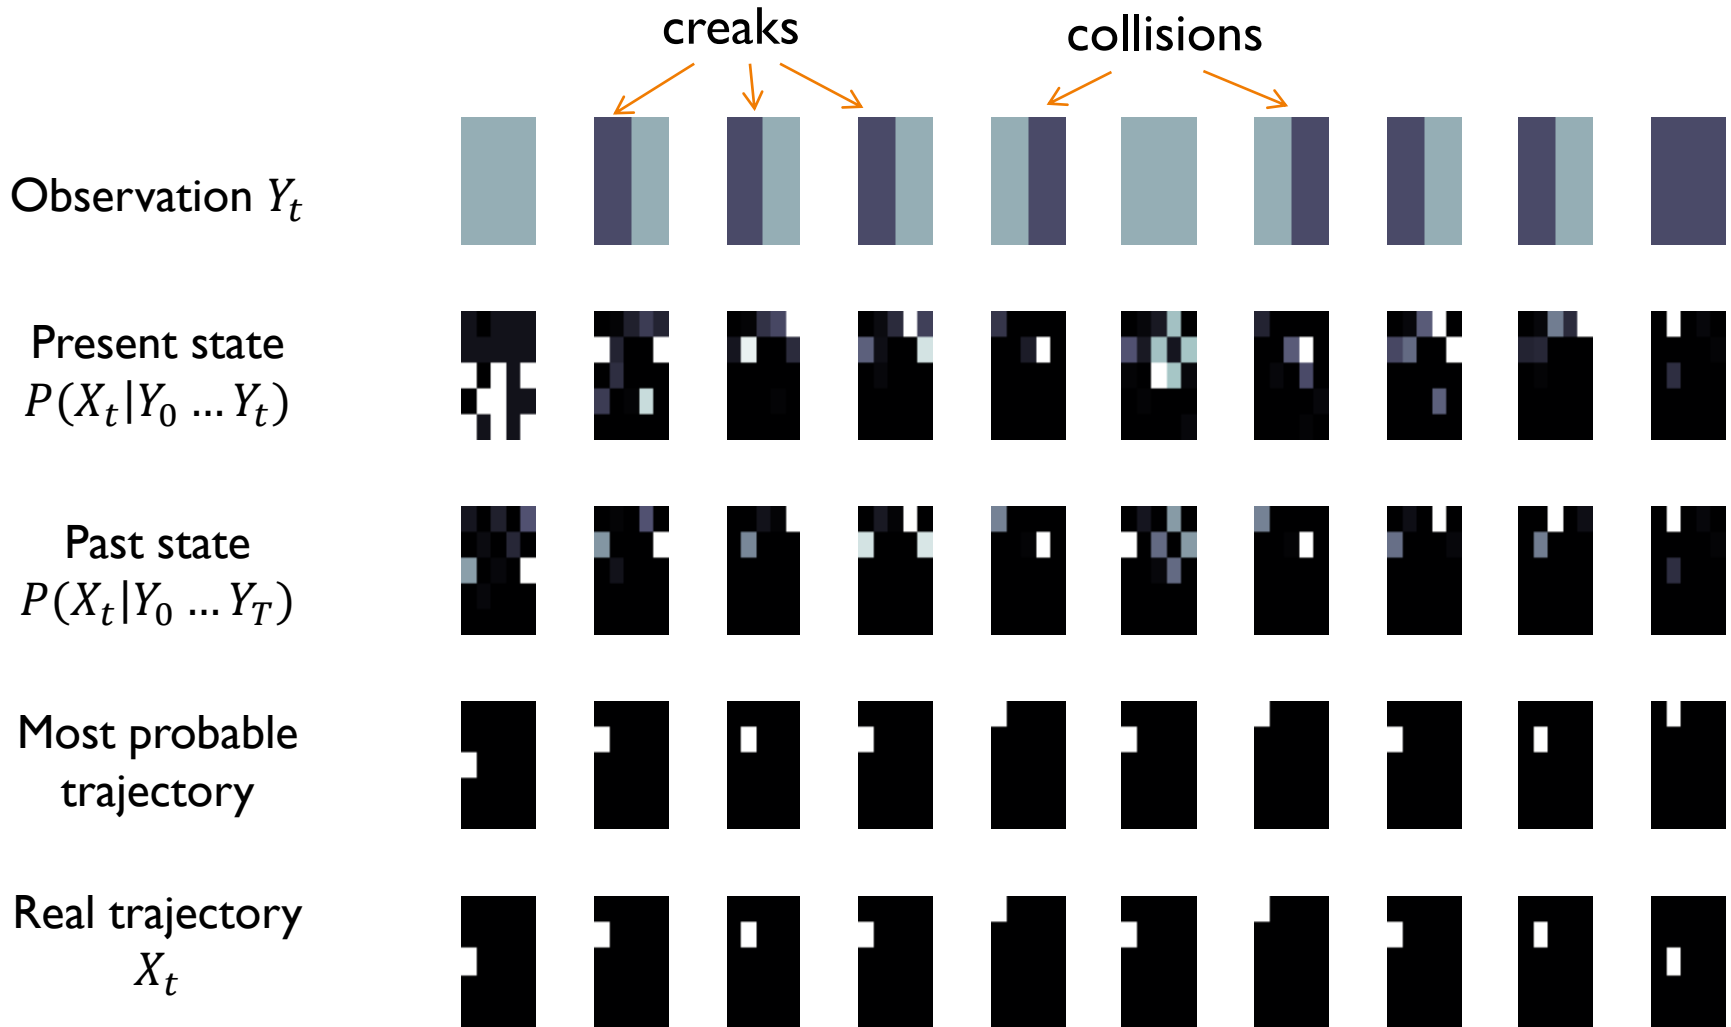 creaks
collisions
Observation Y_t
Present state
P(X_t|Y_0 … Y_t)
Past state
P(X_t|Y_0 … Y_T)
Most probable
trajectory
Real trajectory
X_t